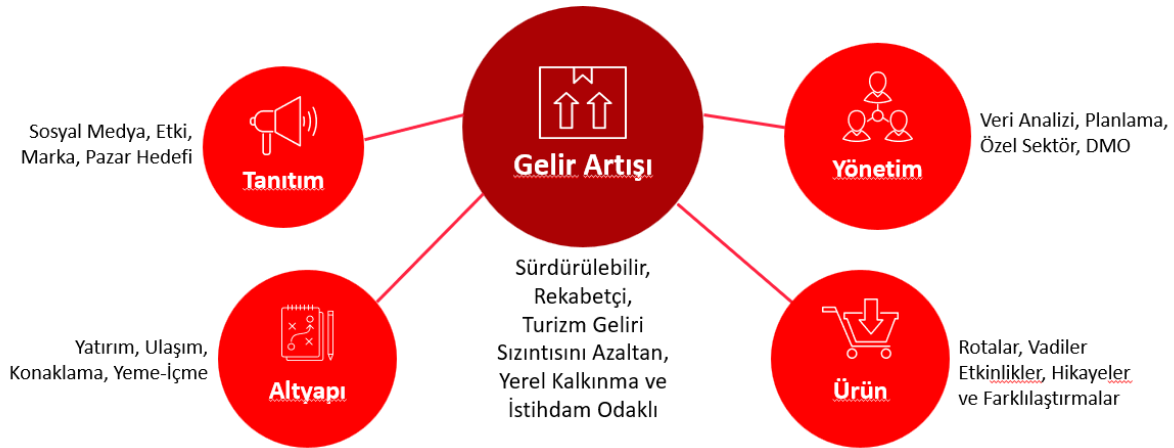 Sosyal Medya, Etki,
Marka, Pazar Hedefi
Tanıtım
Gelir Artışı
Sürdürülebilir,
Rekabetçi,
Turizm Geliri
Sızıntısını Azaltan,
Yerel Kalkınma ve
İstihdam Odaklı
Yönetim
Veri Analizi, Planlama,
Özel Sektör, DMO
Yatırım, Ulaşım,
Konaklama, Yeme-İçme
Altyapı
Ürün
Rotalar, Vadiler
Etkinlikler, Hikayeler
ve Farklılaştırmalar